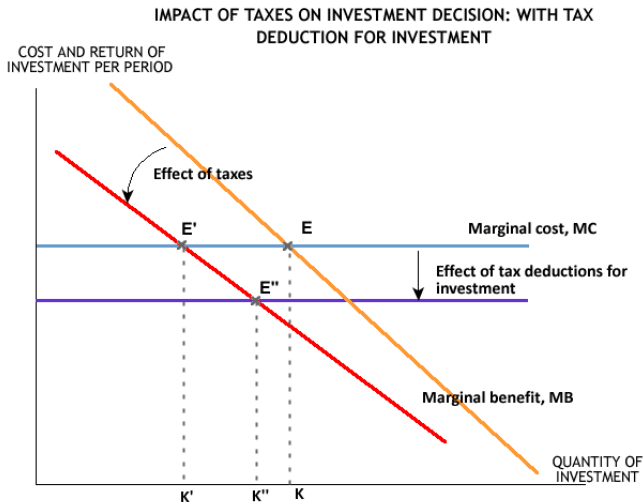 IMPACT OF TAXES ON INVESTMENT DECISION: WITH TAX
DEDUCTION FOR INVESTMENT
COST AND RETURN OF
INVESTMENT PER PERIOD
Effect of taxes
E'
E
Marginal cost, MC
Effect of tax deductions for
investment
E"
Marginal benefit, MB
QUANTITY OF
INVESTMENT
K'
K"
K